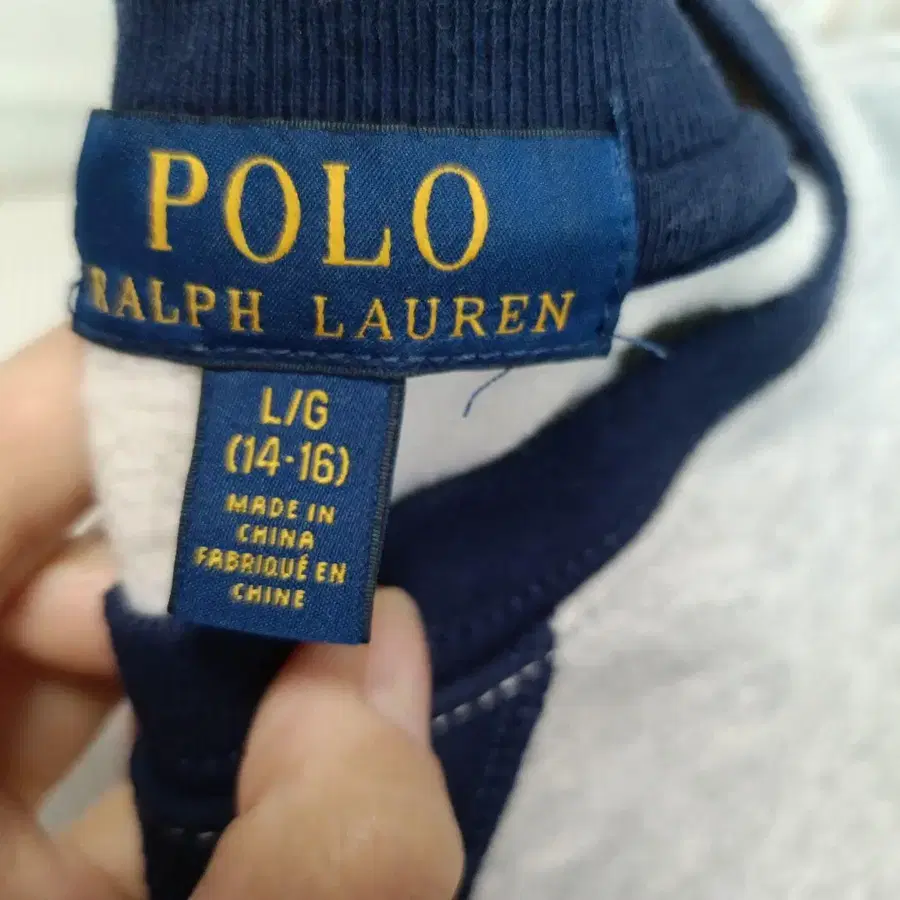 POLO
RALPH LAUREN
L/G
(14-16)
MADE IN
CHINA
FABRIQUÉ EN
CHINE